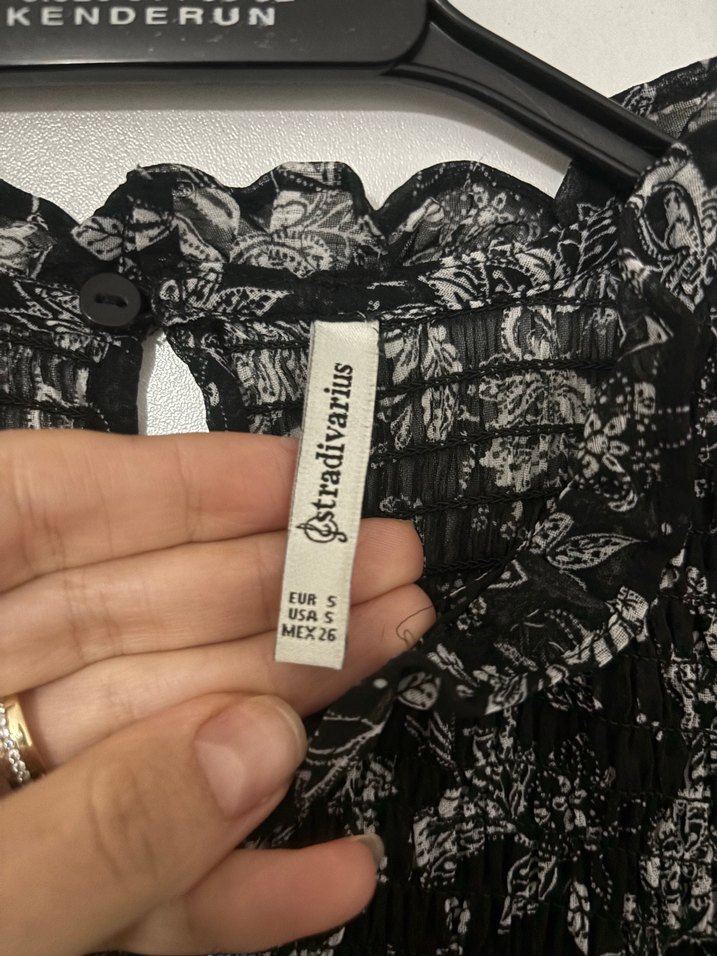 KENDERUN
stradivarius
EUR S
USA S
MEX 26